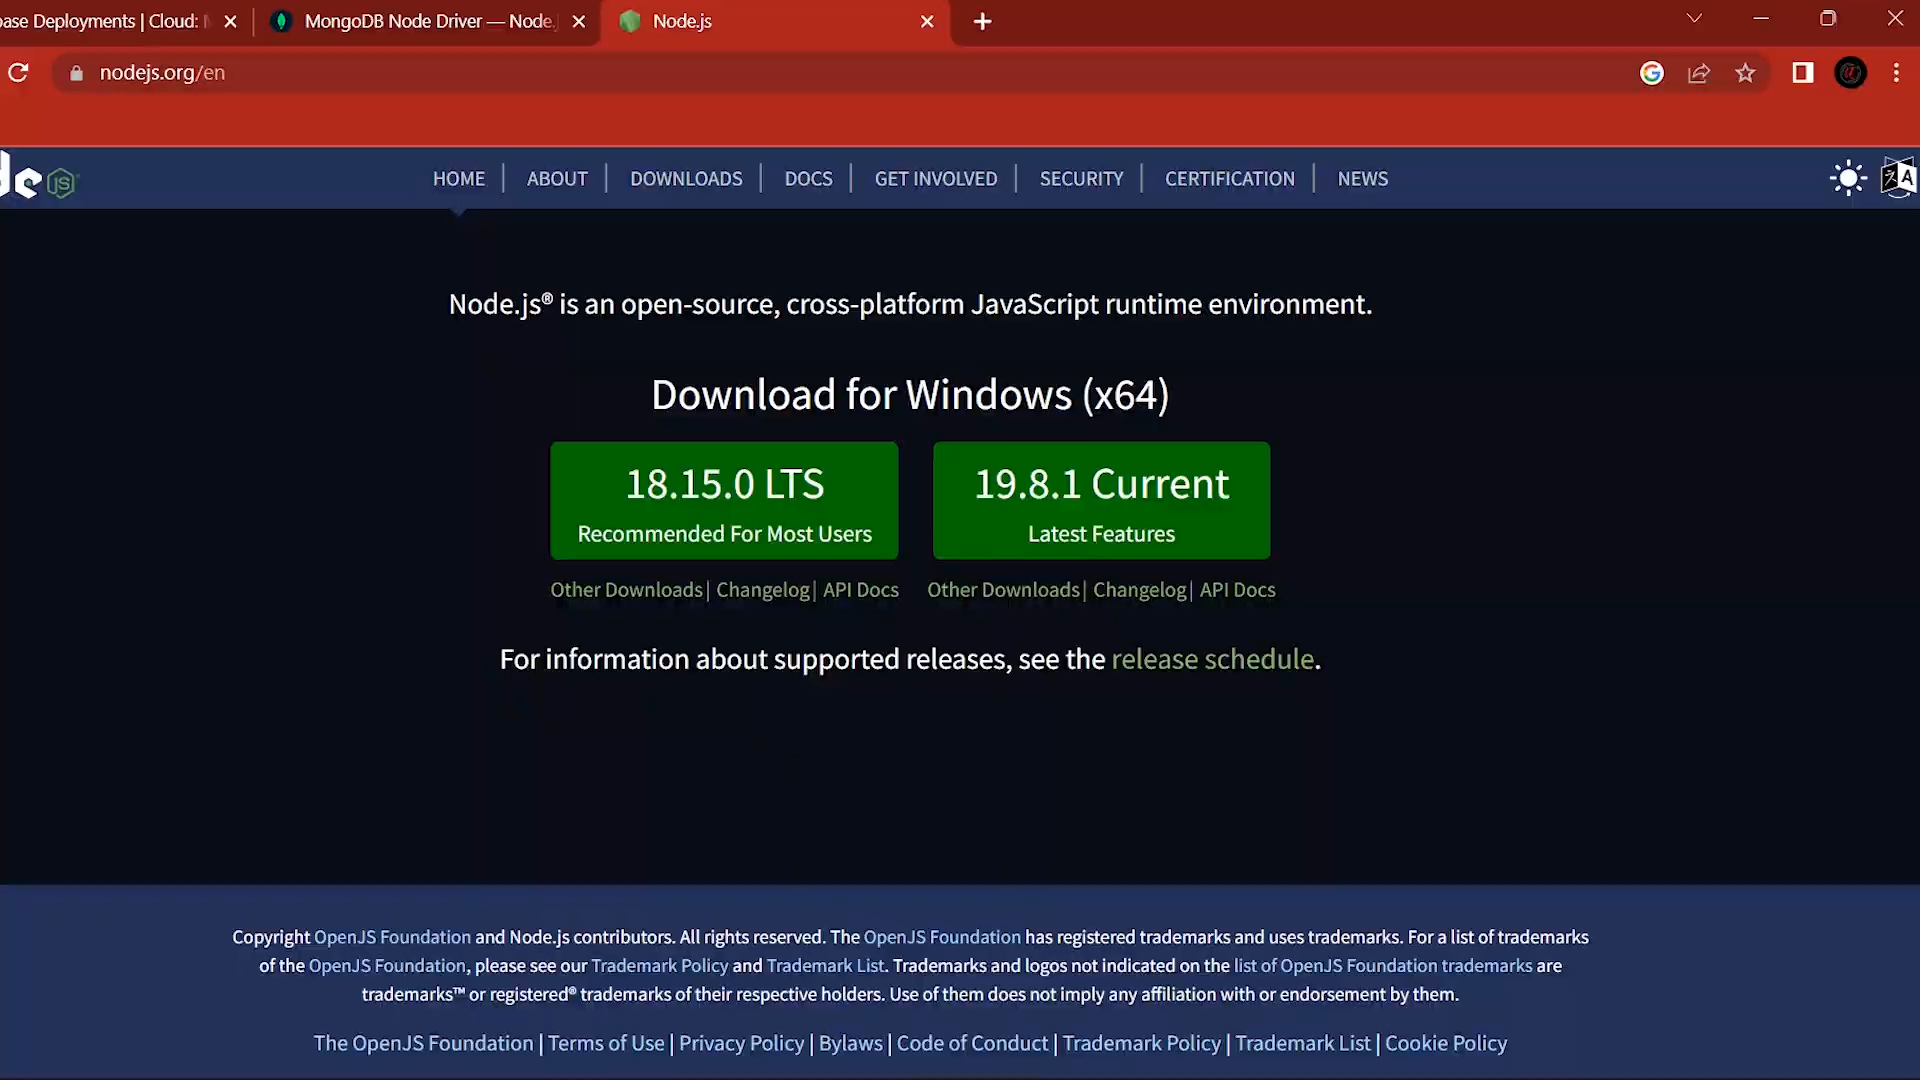 base Deployments | Cloud:
MongoDB Node Driver — Node.
Node.js
nodejs.org/en
de JS
HOME | ABOUT | DOWNLOADS | DOCS | GET INVOLVED | SECURITY | CERTIFICATION | NEWS
Node.js® is an open-source, cross-platform JavaScript runtime environment.
Download for Windows (x64)
18.15.0 LTS
Recommended For Most Users
19.8.1 Current
Latest Features
Other Downloads | Changelog | API Docs
Other Downloads | Changelog | API Docs
For information about supported releases, see the release schedule.
Copyright OpenJS Foundation and Node.js contributors. All rights reserved. The OpenJS Foundation has registered trademarks and uses trademarks. For a list of trademarks
of the OpenJS Foundation, please see our Trademark Policy and Trademark List. Trademarks and logos not indicated on the list of OpenJS Foundation trademarks are
trademarks™ or registered® trademarks of their respective holders. Use of them does not imply any affiliation with or endorsement by them.
The OpenJS Foundation | Terms of Use | Privacy Policy | Bylaws | Code of Conduct | Trademark Policy | Trademark List | Cookie Policy